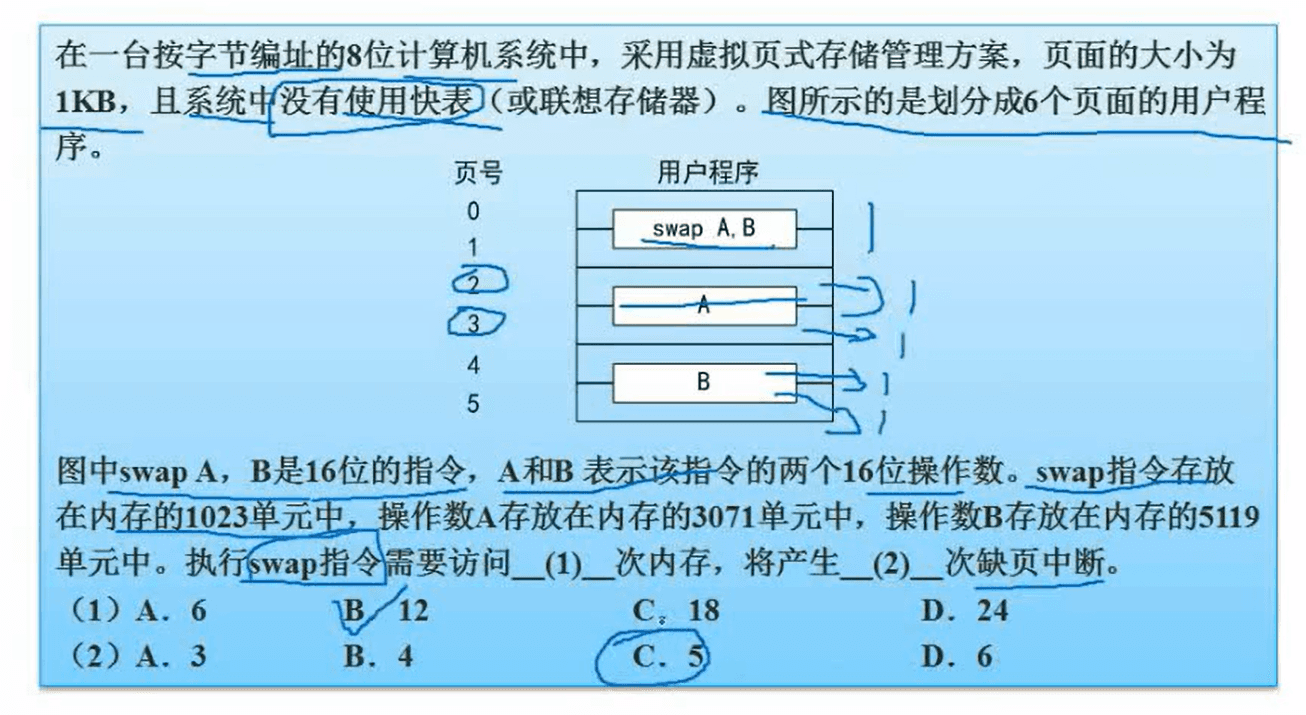 在一台按字节编址的8位计算机系统中，采用虚拟页式存储管理方案，页面的大小为
1KB，且系统中没有使用快表（或联想存储器）。图所示的是划分成6个页面的用户程
序。
页号 用户程序
0
swap A,B
1
2
A
3
4
B
5
图中swap A，B是16位的指令，A和B 表示该指令的两个16位操作数。swap指令存放
在内存的1023单元中，操作数A存放在内存的3071单元中，操作数B存放在内存的5119
单元中。执行swap指令需要访问__(1)__次内存，将产生__(2)__次缺页中断。
（1）A．6 B．12 C．18 D．24
（2）A．3 B．4 C．5 D．6